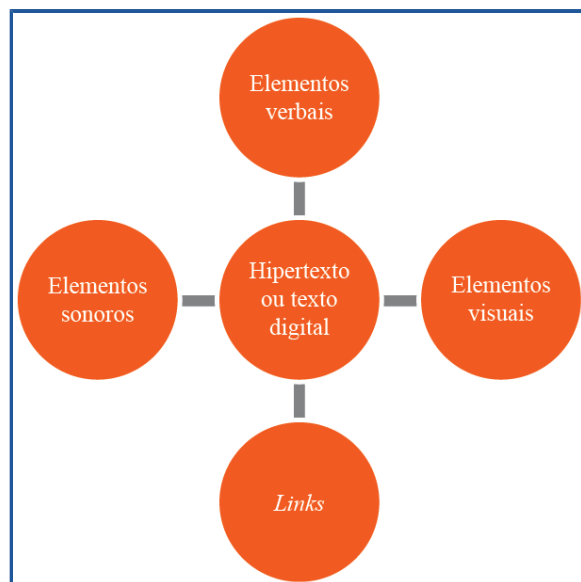 Elementos
verbais
Elementos
sonoros
Hipertexto
ou texto
digital
Elementos
visuais
Links